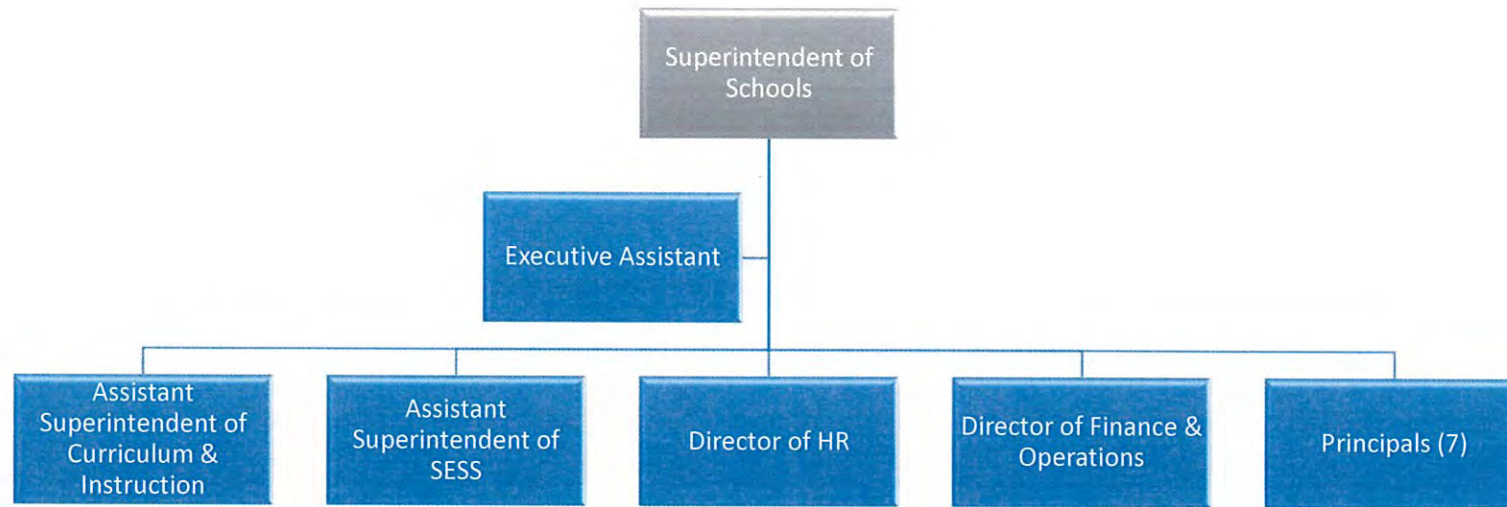 Superintendent of
Schools
Executive Assistant
Assistant
Superintendent of
Curriculum &
Instruction
Assistant
Superintendent of
SESS
Director of HR
Director of Finance &
Operations
Principals (7)